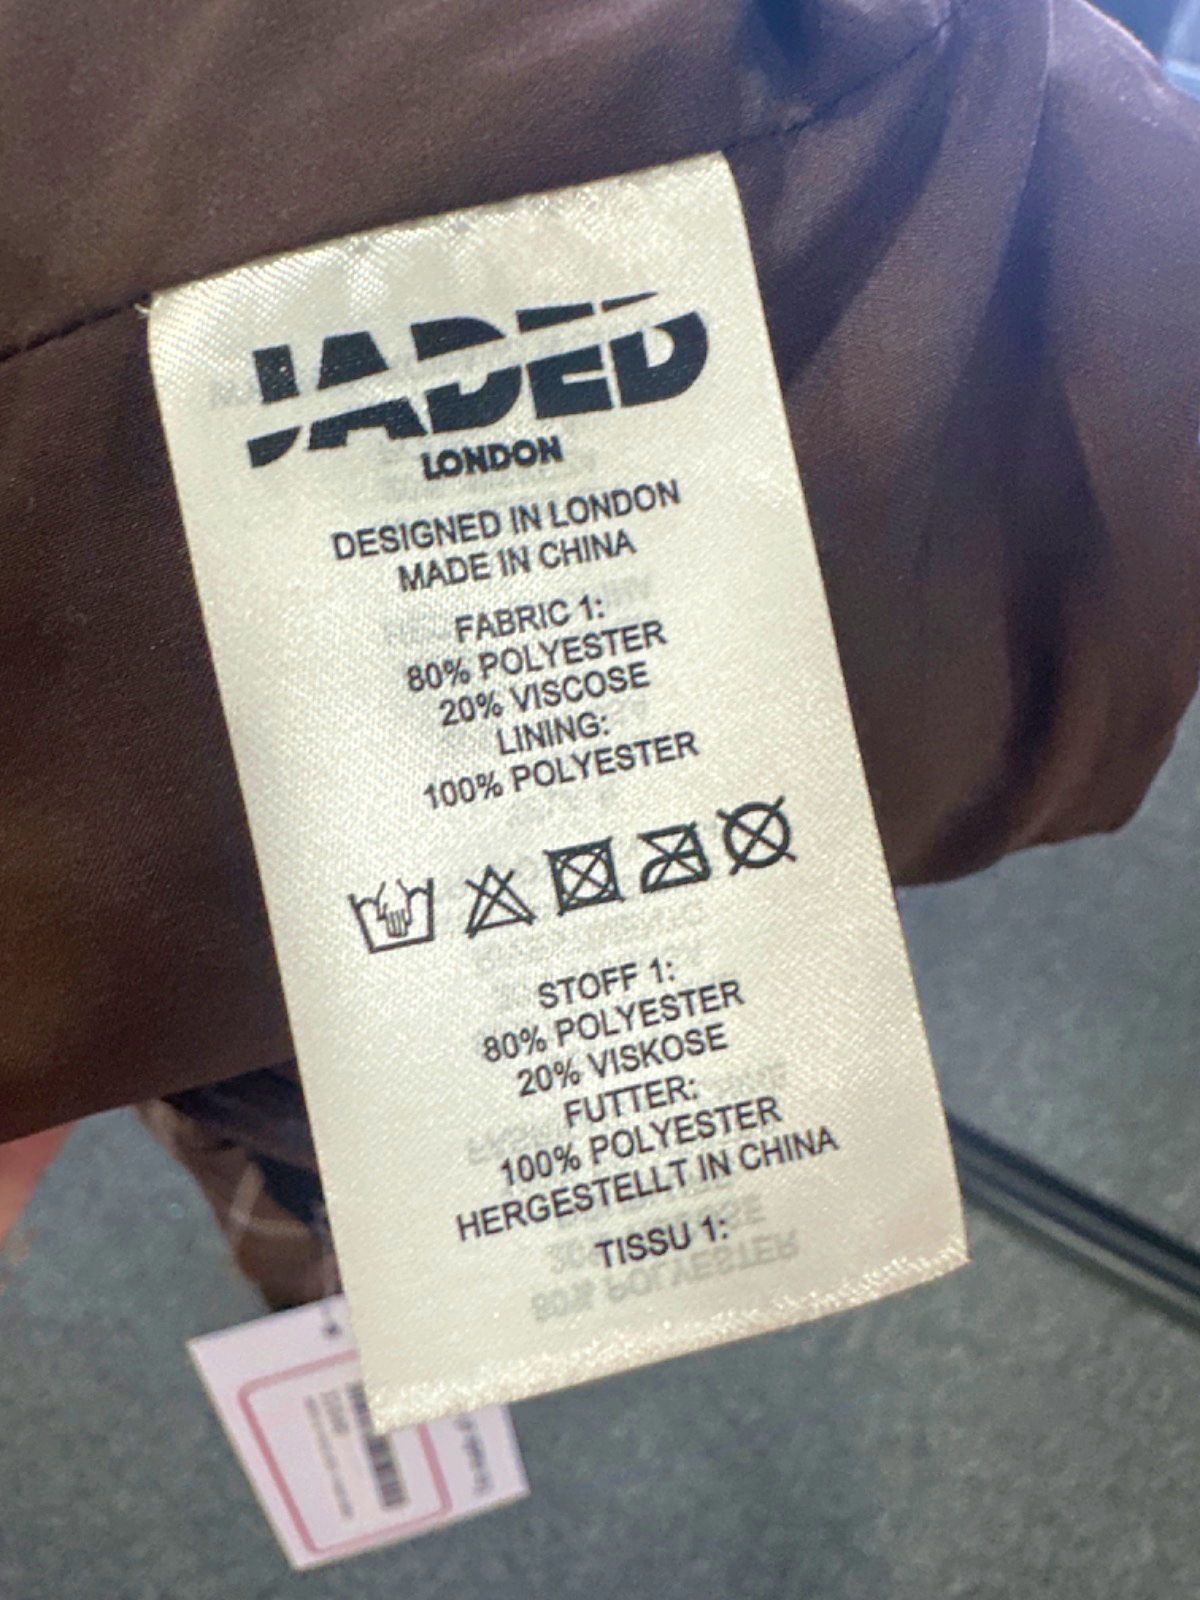 JADED
LONDON
DESIGNED IN LONDON
MADE IN CHINA
FABRIC 1:
80% POLYESTER
20% VISCOSE
LINING:
100% POLYESTER
STOFF 1:
80% POLYESTER
20% VISKOSE
FUTTER:
100% POLYESTER
HERGESTELLT IN CHINA
TISSU 1: